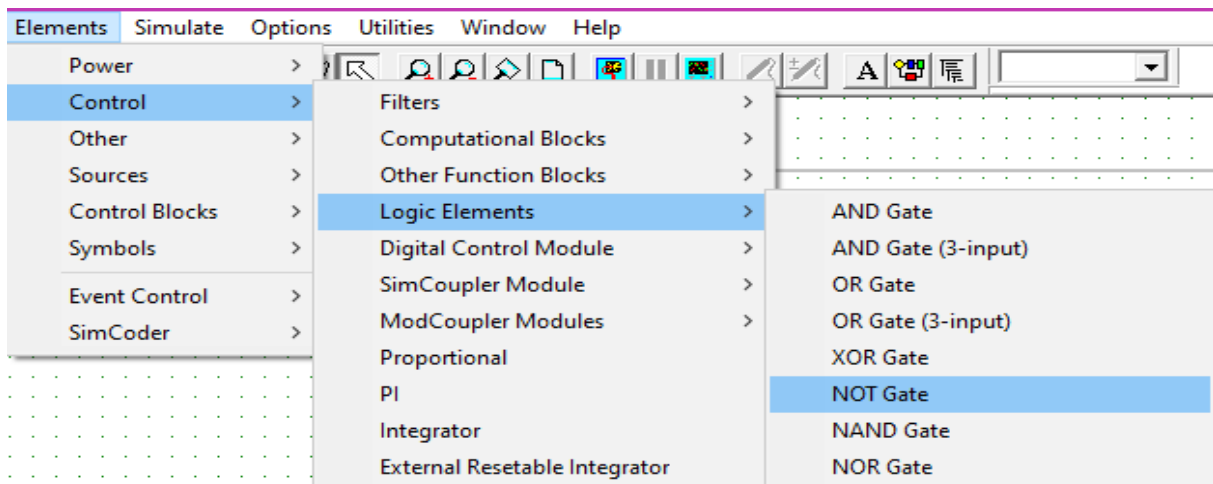 Elements Simulate Options Utilities Window Help
Power
Control
Other
Sources
Control Blocks
Symbols
Event Control
SimCoder
Filters
Computational Blocks
Other Function Blocks
Logic Elements
Digital Control Module
SimCoupler Module
ModCoupler Modules
Proportional
PI
Integrator
External Resetable Integrator
AND Gate
AND Gate (3-input)
OR Gate
OR Gate (3-input)
XOR Gate
NOT Gate
NAND Gate
NOR Gate
A